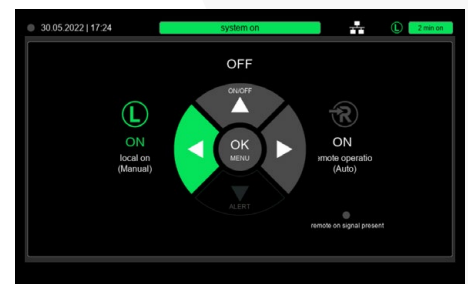 30.05.2022 | 17:24
system on
L
2 min on
OFF
ON/OFF
L
R
ON
local on
(Manual)
OK
MENU
ON
emote operatio
(Auto)
ALERT
remote on signal present